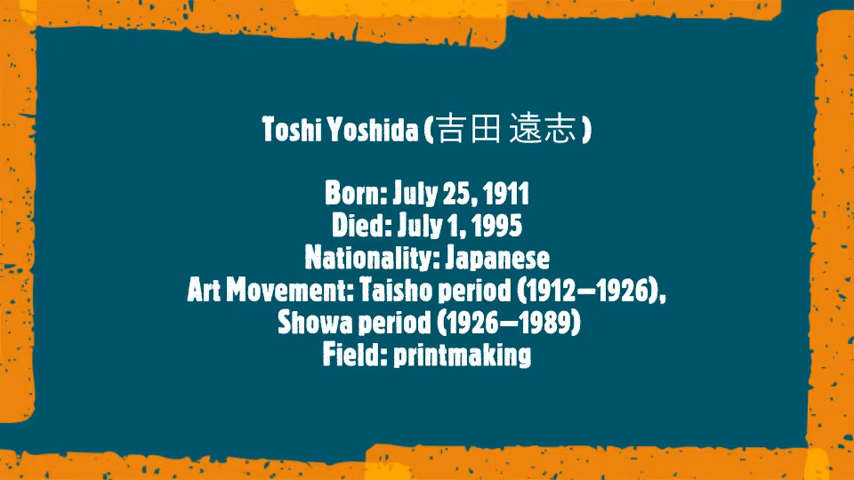 Toshi Yoshida (吉田 遠志)
Born: July 25, 1911
Died: July 1, 1995
Nationality: Japanese
Art Movement: Taisho period (1912–1926),
Showa period (1926–1989)
Field: printmaking